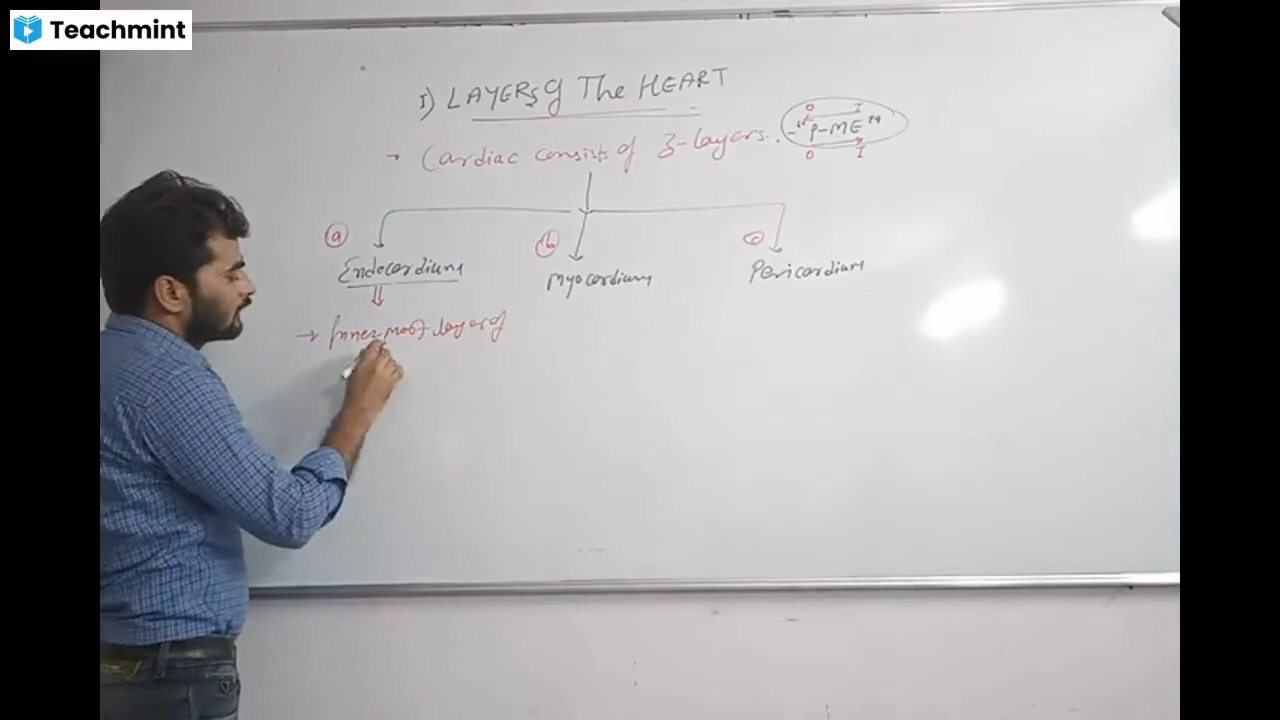 Teachmint
I) LAYERS of The HEART
O I
- Cardiac consists of 3-layers. - "P-ME"
O I
a b c
Endocardium Myocardium Pericardium
→ Inner most layer of